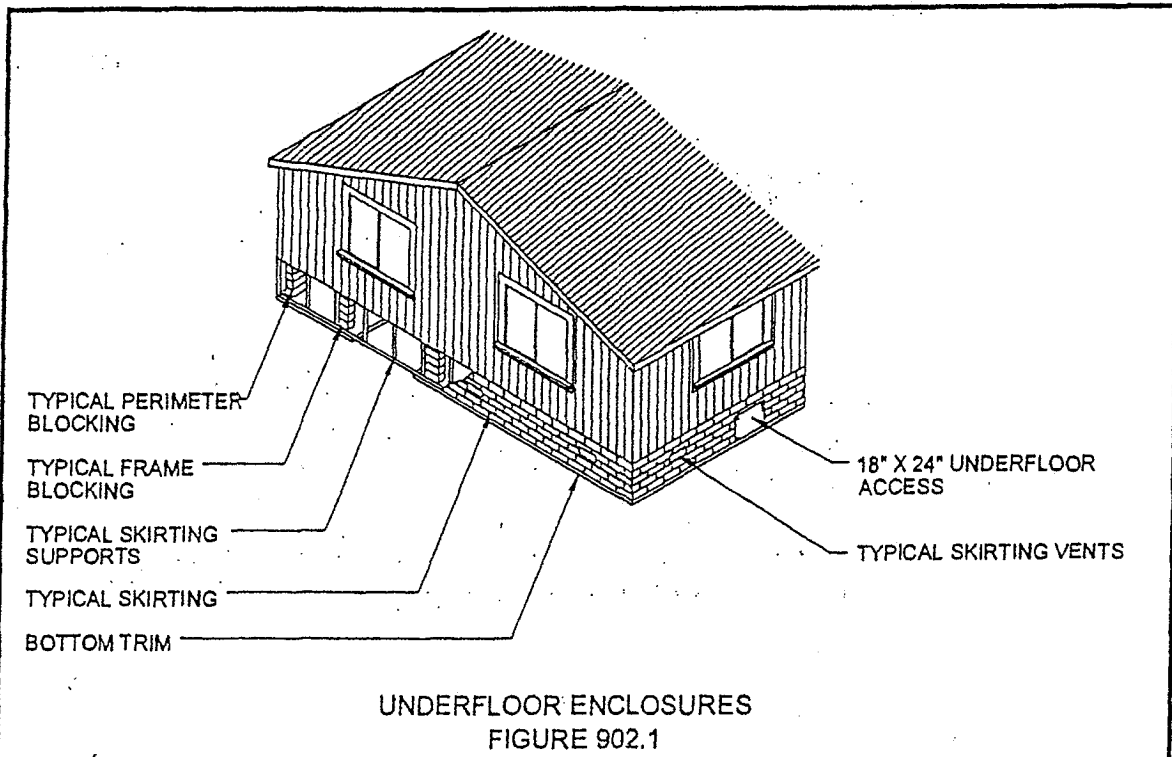 TYPICAL PERIMETER
BLOCKING
TYPICAL FRAME
BLOCKING
TYPICAL SKIRTING
SUPPORTS
TYPICAL SKIRTING
BOTTOM TRIM
18" X 24" UNDERFLOOR
ACCESS
TYPICAL SKIRTING VENTS
UNDERFLOOR ENCLOSURES
FIGURE 902.1